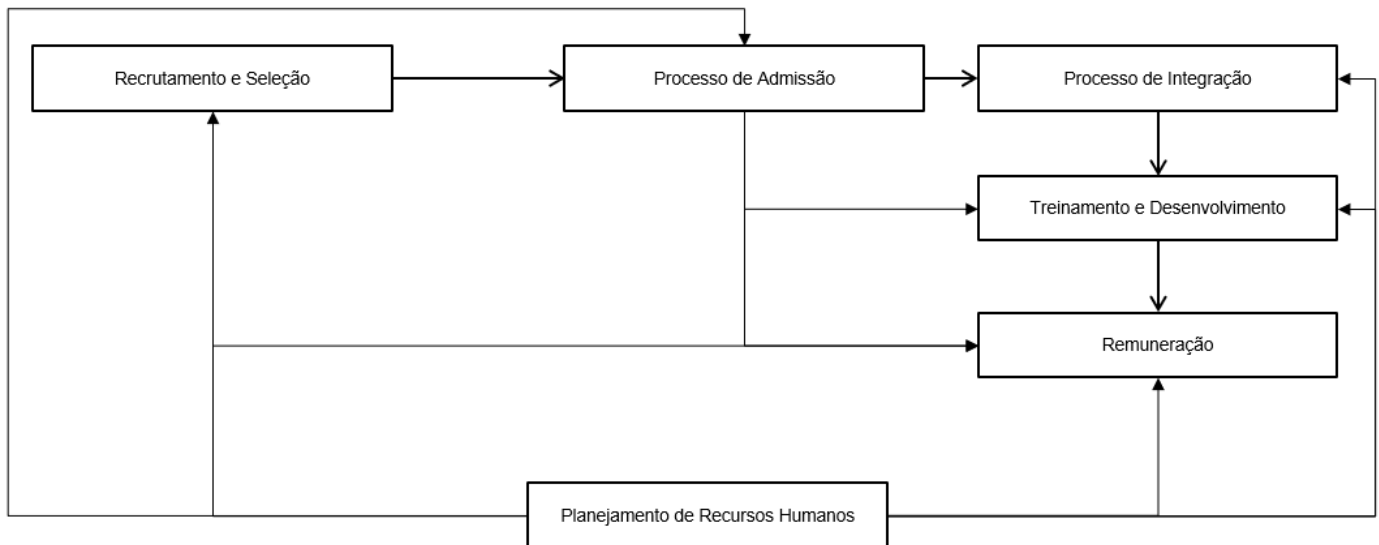 Recrutamento e Seleção
Processo de Admissão
Processo de Integração
Treinamento e Desenvolvimento
Remuneração
Planejamento de Recursos Humanos